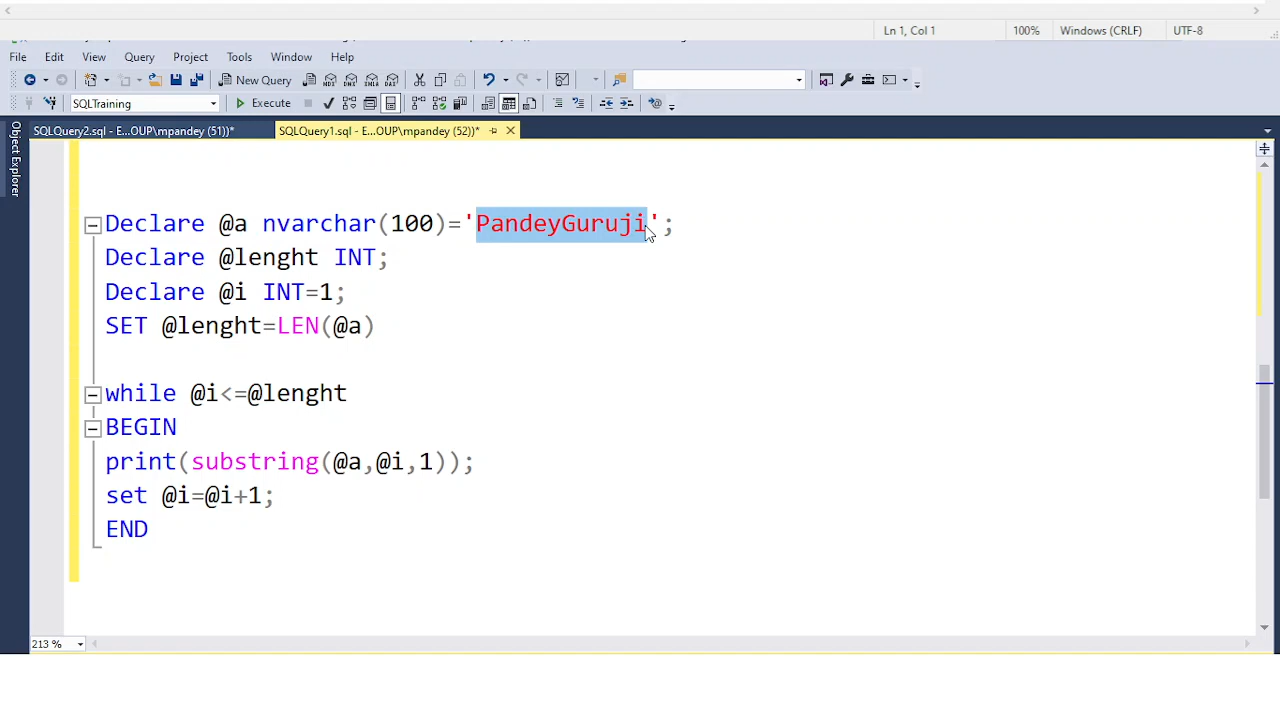 Ln 1, Col 1
100%
Windows (CRLF)
UTF-8
File Edit View Query Project Tools Window Help
New Query
SQLTraining
Execute
SQLQuery2.sql - E...OUP\mpandey (51))*
SQLQuery1.sql - E...OUP\mpandey (52))*
Object Explorer
Declare @a nvarchar(100)='PandeyGuruji';
Declare @lenght INT;
Declare @i INT=1;
SET @lenght=LEN(@a)
while @i<=@lenght
BEGIN
print(substring(@a,@i,1));
set @i=@i+1;
END
213 %